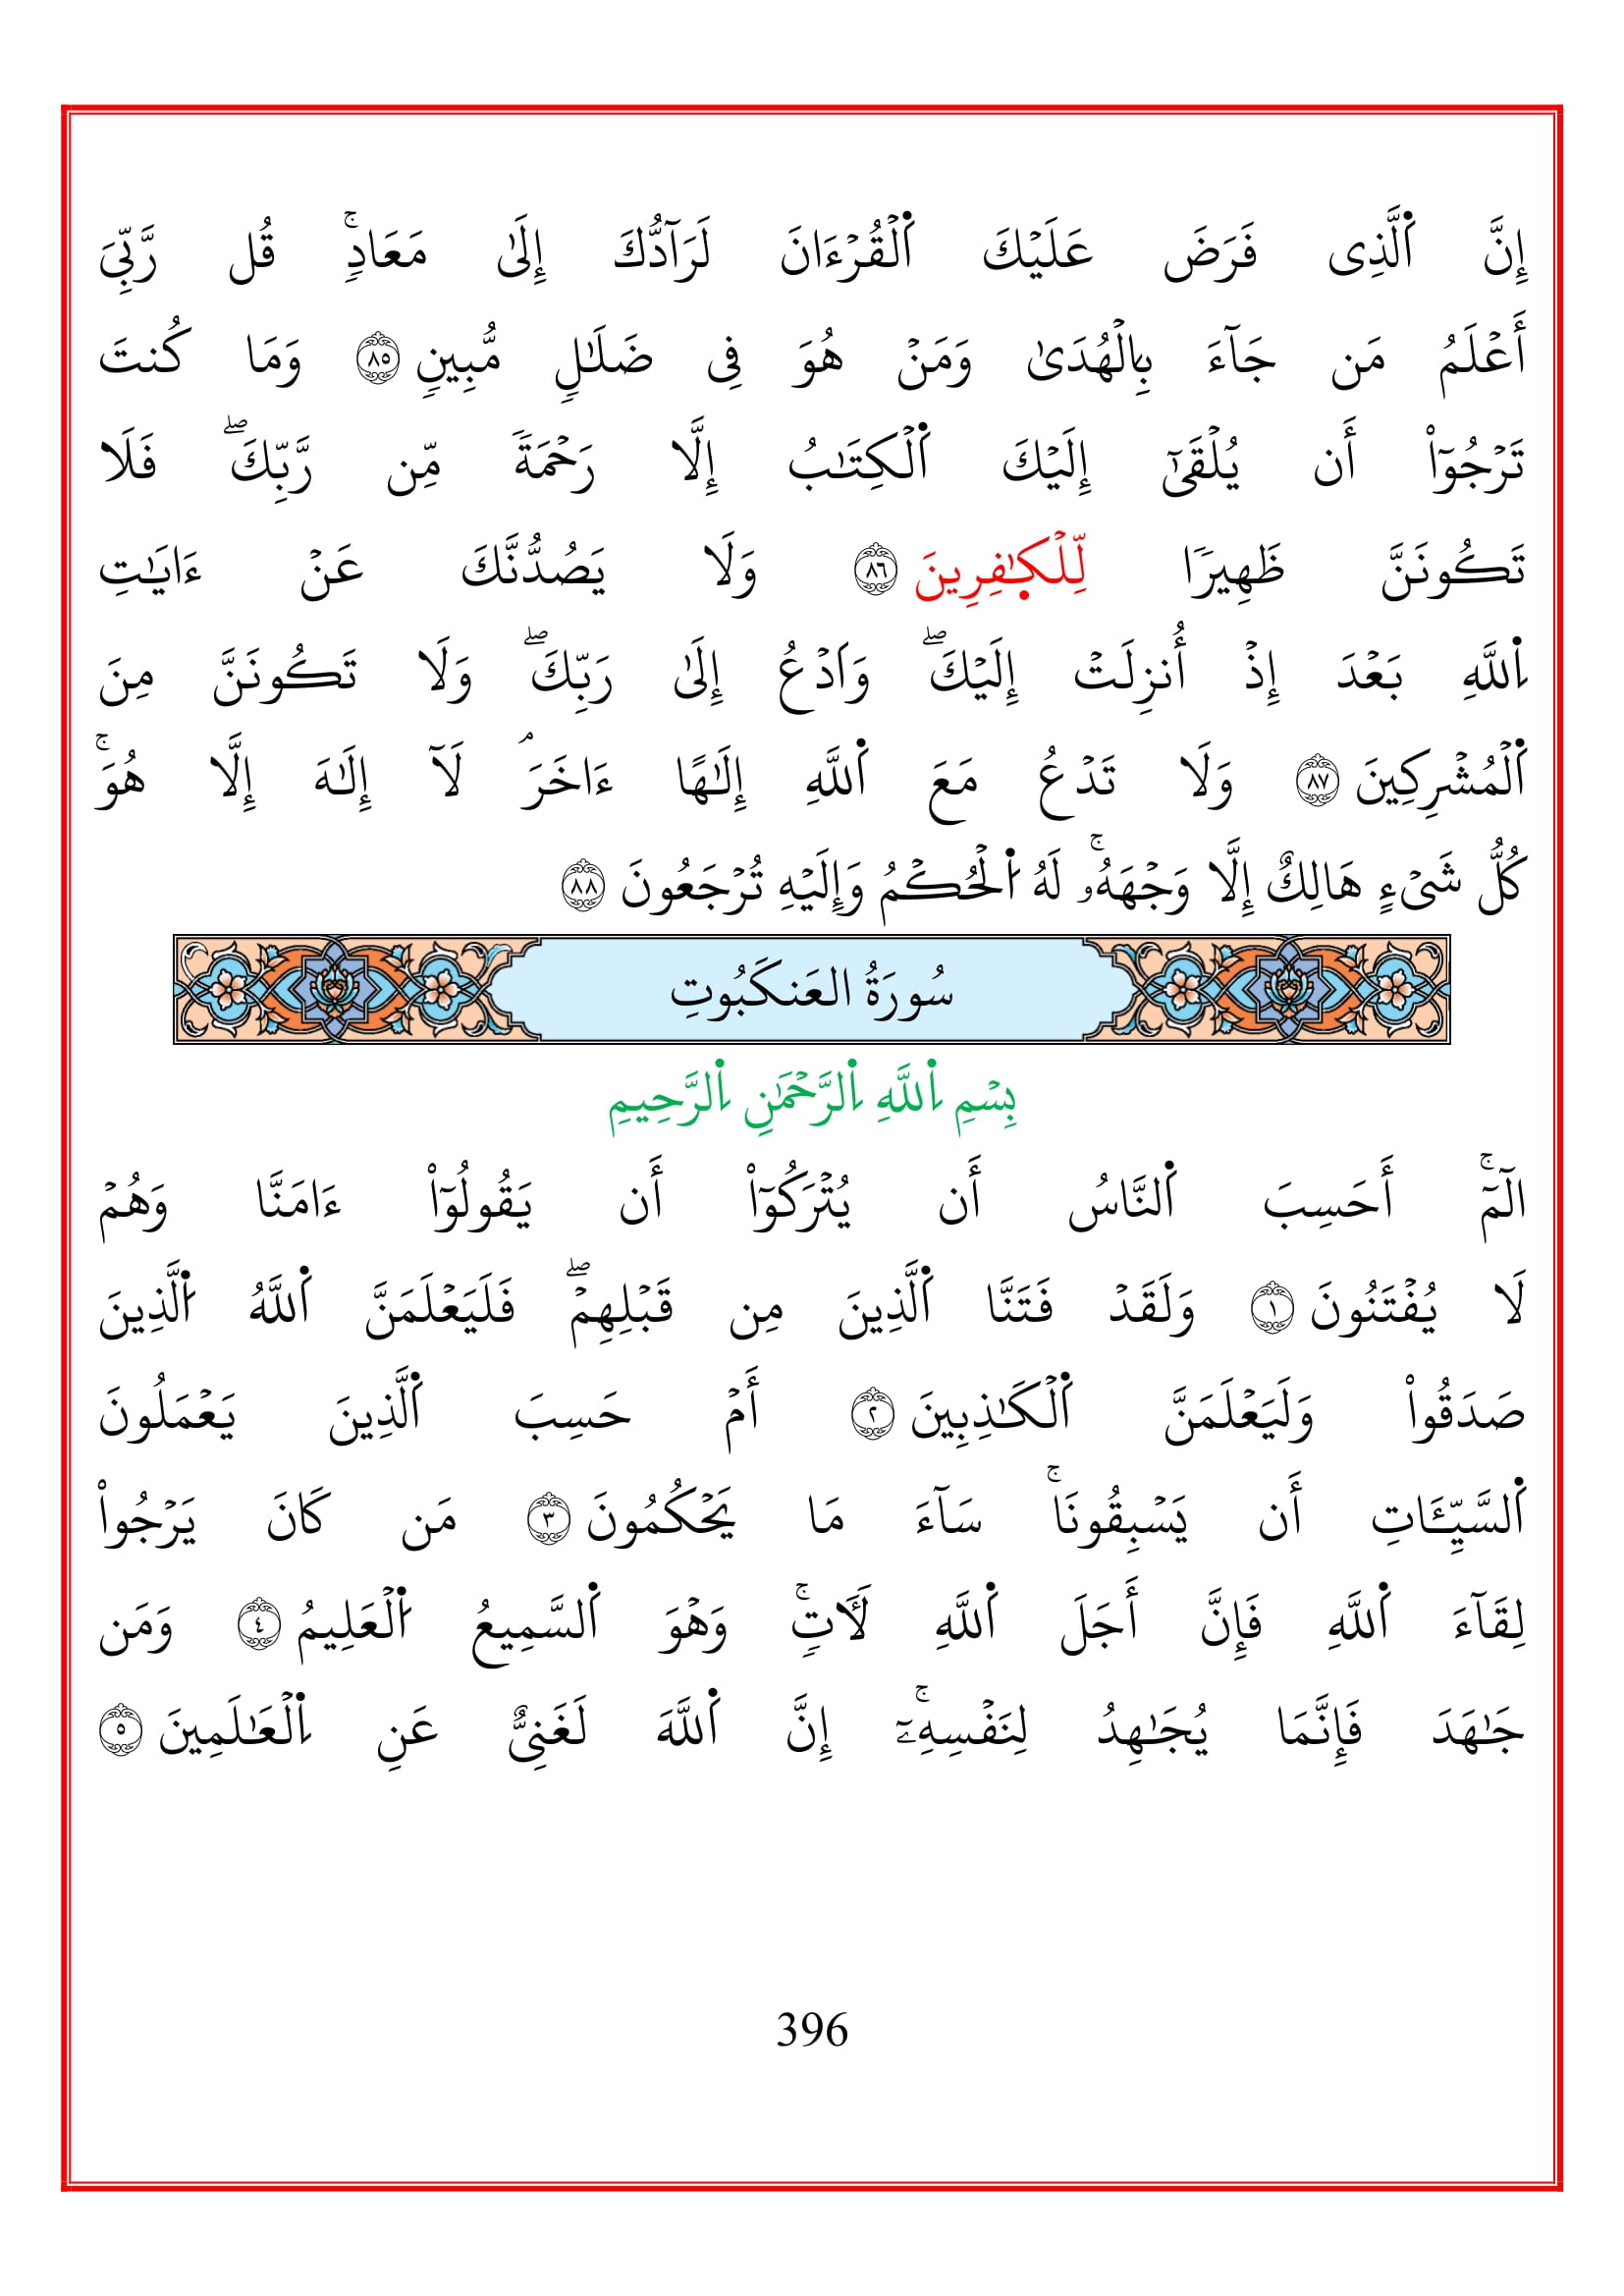 إِنَّ ٱلَّذِى فَرَضَ عَلَيْكَ ٱلْقُرْءَانَ لَرَآدُّكَ إِلَىٰ مَعَادٍۚ قُل رَّبِّىَ
أَعْلَمُ مَن جَآءَ بِالْهُدَىٰ وَمَنْ هُوَ فِى ضَلَٰلٍ مُّبِينٍ ٨٥ وَمَا كُنتَ
تَرْجُوٓا۟ أَن يُلْقَىٰٓ إِلَيْكَ ٱلْكِتَٰبُ إِلَّا رَحْمَةً مِّن رَّبِّكَۖ فَلَا
تَكُونَنَّ ظَهِيرًا لِّلْكٰ۪فِرِينَ ٨٦ وَلَا يَصُدُّنَّكَ عَنْ ءَايَٰتِ
ٱللَّهِ بَعْدَ إِذْ أُنزِلَتْ إِلَيْكَۖ وَٱدْعُ إِلَىٰ رَبِّكَۖ وَلَا تَكُونَنَّ مِنَ
ٱلْمُشْرِكِينَ ٨٧ وَلَا تَدْعُ مَعَ ٱللَّهِ إِلَٰهًا ءَاخَرَۘ لَآ إِلَٰهَ إِلَّا هُوَۚ
كُلُّ شَىْءٍ هَالِكٌ إِلَّا وَجْهَهُۥۚ لَهُ ٱلْحُكْمُ وَإِلَيْهِ تُرْجَعُونَ ٨٨
سُورَةُ العَنكَبُوتِ
بِسْمِ ٱللَّهِ ٱلرَّحْمَٰنِ ٱلرَّحِيمِ
الٓمٓۚ أَحَسِبَ ٱلنَّاسُ أَن يُتْرَكُوٓا۟ أَن يَقُولُوٓا۟ ءَامَنَّا وَهُمْ
لَا يُفْتَنُونَ ١ وَلَقَدْ فَتَنَّا ٱلَّذِينَ مِن قَبْلِهِمْۖ فَلَيَعْلَمَنَّ ٱللَّهُ ٱلَّذِينَ
صَدَقُوا۟ وَلَيَعْلَمَنَّ ٱلْكَٰذِبِينَ ٢ أَمْ حَسِبَ ٱلَّذِينَ يَعْمَلُونَ
ٱلسَّيِّـَٔاتِ أَن يَسْبِقُونَاۚ سَآءَ مَا يَحْكُمُونَ ٣ مَن كَانَ يَرْجُوا۟
لِقَآءَ ٱللَّهِ فَإِنَّ أَجَلَ ٱللَّهِ لَـَٔاتٍۚ وَهْوَ ٱلسَّمِيعُ ٱلْعَلِيمُ ٤ وَمَن
جَٰهَدَ فَإِنَّمَا يُجَٰهِدُ لِنَفْسِهِۦٓۚ إِنَّ ٱللَّهَ لَغَنِىٌّ عَنِ ٱلْعَٰلَمِينَ ٥
396